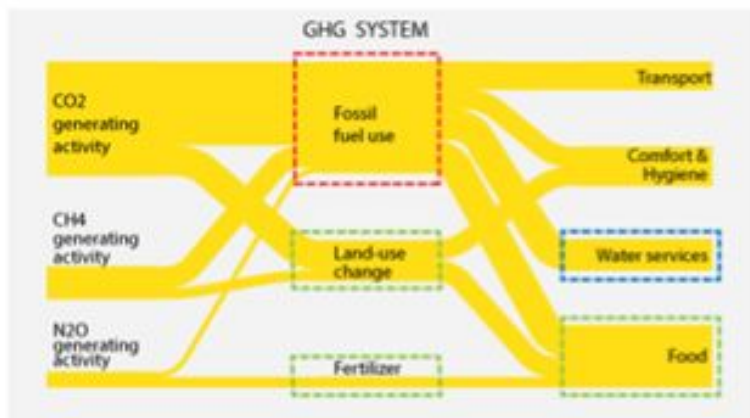 GHG SYSTEM
CO2
generating
activity
CH4
generating
activity
N2O
generating
activity
Fossil
fuel use
Land-use
change
Fertilizer
Transport
Comfort &
Hygiene
Water services
Food